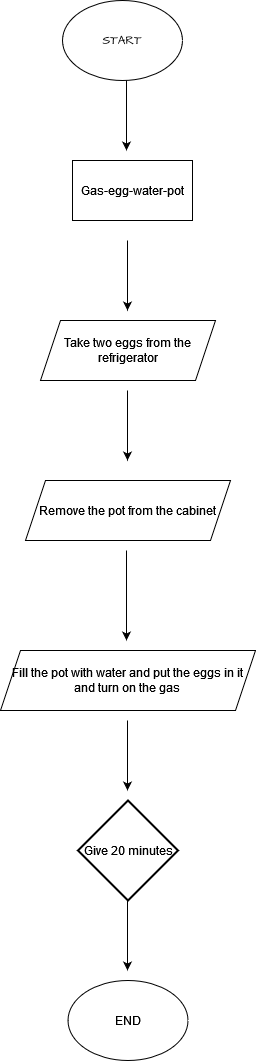 START
Gas-egg-water-pot
Take two eggs from the
refrigerator
Remove the pot from the cabinet
Fill the pot with water and put the eggs in it
and turn on the gas
Give 20 minutes
END